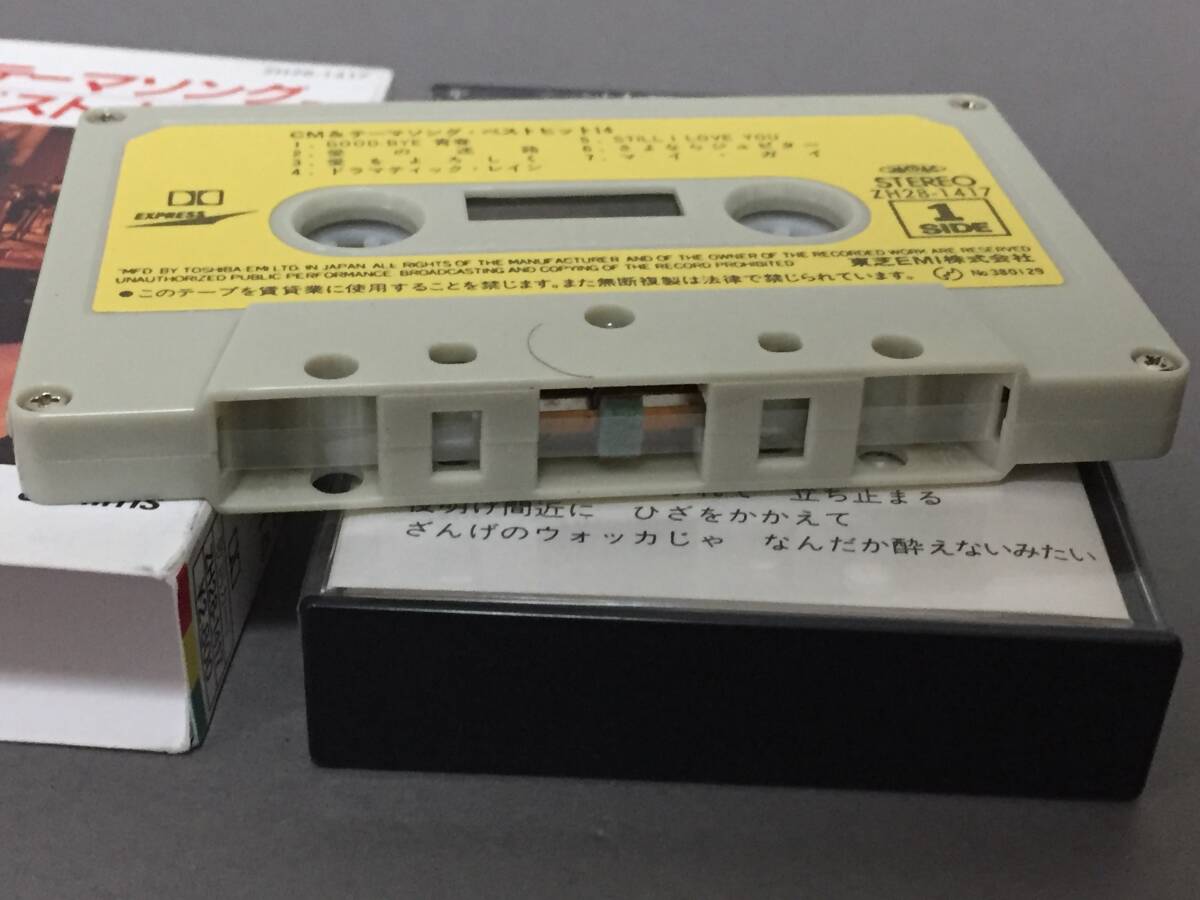 テーマソング・
ベスト
ZH28-1417
CM&テーマソング・ベストヒット14
1. GOOD-BYE 青春
2. 愛の迷路
3. 愛をよろしく
4. ドラマティック・レイン
5. STILL I LOVE YOU
6. さよならジュピター
7. マイ・ガイ
EXPRESS
STEREO
ZH28-1417
1
SIDE
"MFD BY TOSHIBA EMI LTD. IN JAPAN ALL RIGHTS OF THE MANUFACTURER AND OF THE OWNER OF THE RECORDED WORK ARE RESERVED
UNAUTHORIZED PUBLIC PERFORMANCE BROADCASTING AND COPYING OF THE RECORD PROHIBITED
東芝EMI株式会社
●このテープを賃貸業に使用することを禁じます。また無断複製は法律で禁じられています。
No.380129
立ち止まる
夜明け間近に ひざをかかえて
ざんげのウォッカじゃ なんだか酔えないみたい